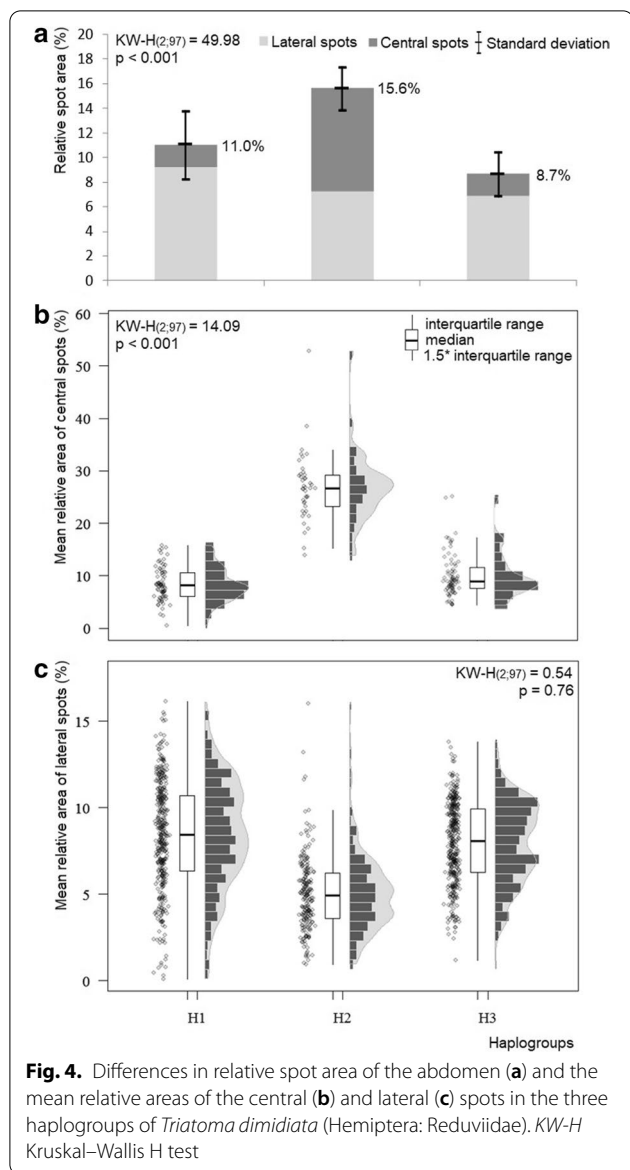 a
Relative spot area (%)
20
18
16
14
12
10
8
6
4
2
0
KW-H(2;97) = 49.98
p < 0.001
Lateral spots Central spots Standard deviation
11.0%
15.6%
8.7%
b
Mean relative area of central spots (%)
60
50
40
30
20
10
0
KW-H(2;97) = 14.09
p < 0.001
interquartile range
median
1.5* interquartile range
c
Mean relative area of lateral spots (%)
15
10
5
0
KW-H(2;97) = 0.54
p = 0.76
H1 H2 H3
Haplogroups
Fig. 4. Differences in relative spot area of the abdomen (a) and the
mean relative areas of the central (b) and lateral (c) spots in the three
haplogroups of Triatoma dimidiata (Hemiptera: Reduviidae). KW-H
Kruskal–Wallis H test